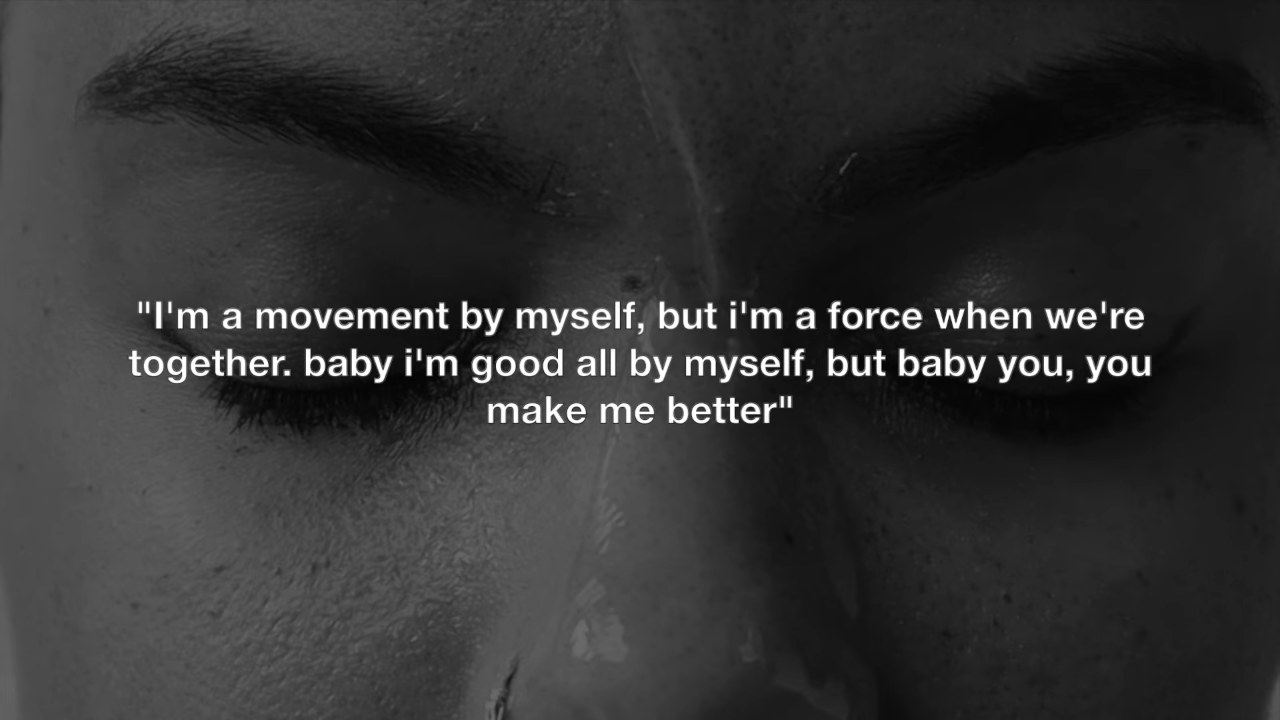 "I'm a movement by myself, but i'm a force when we're
together. baby i'm good all by myself, but baby you, you
make me better"